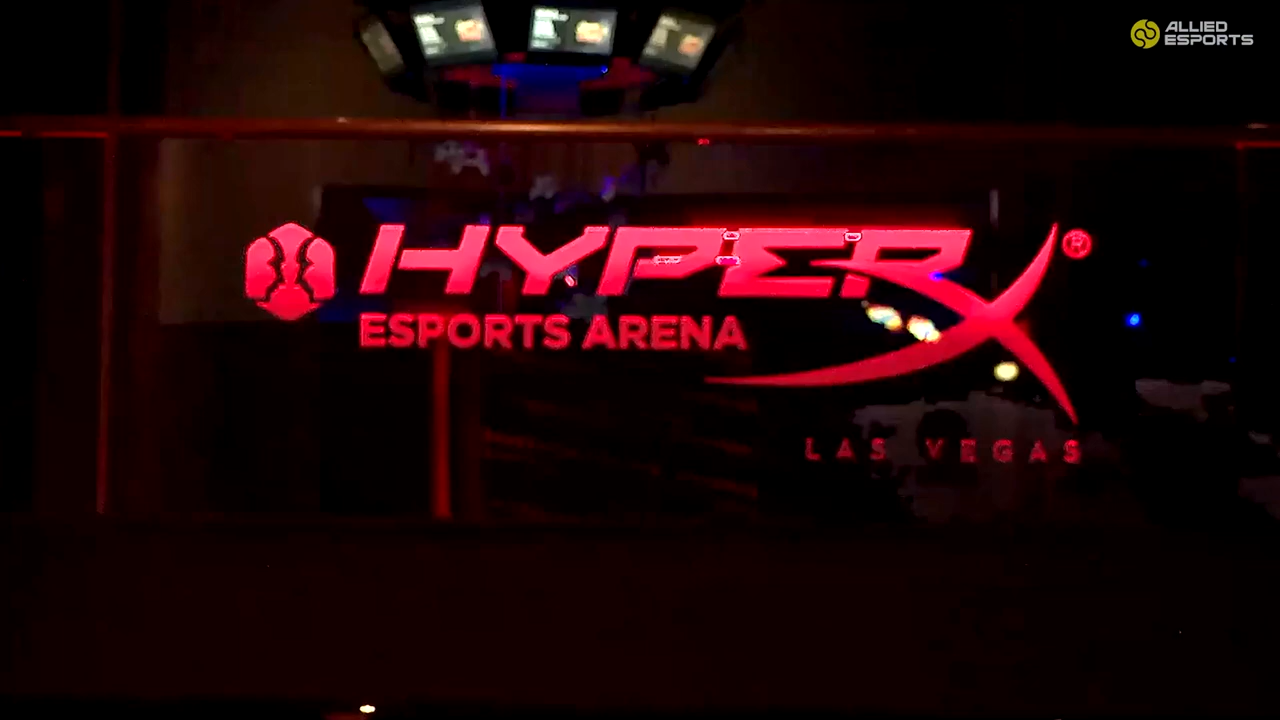 ALLIED
ESPORTS
HYPERX®
ESPORTS ARENA
LAS VEGAS